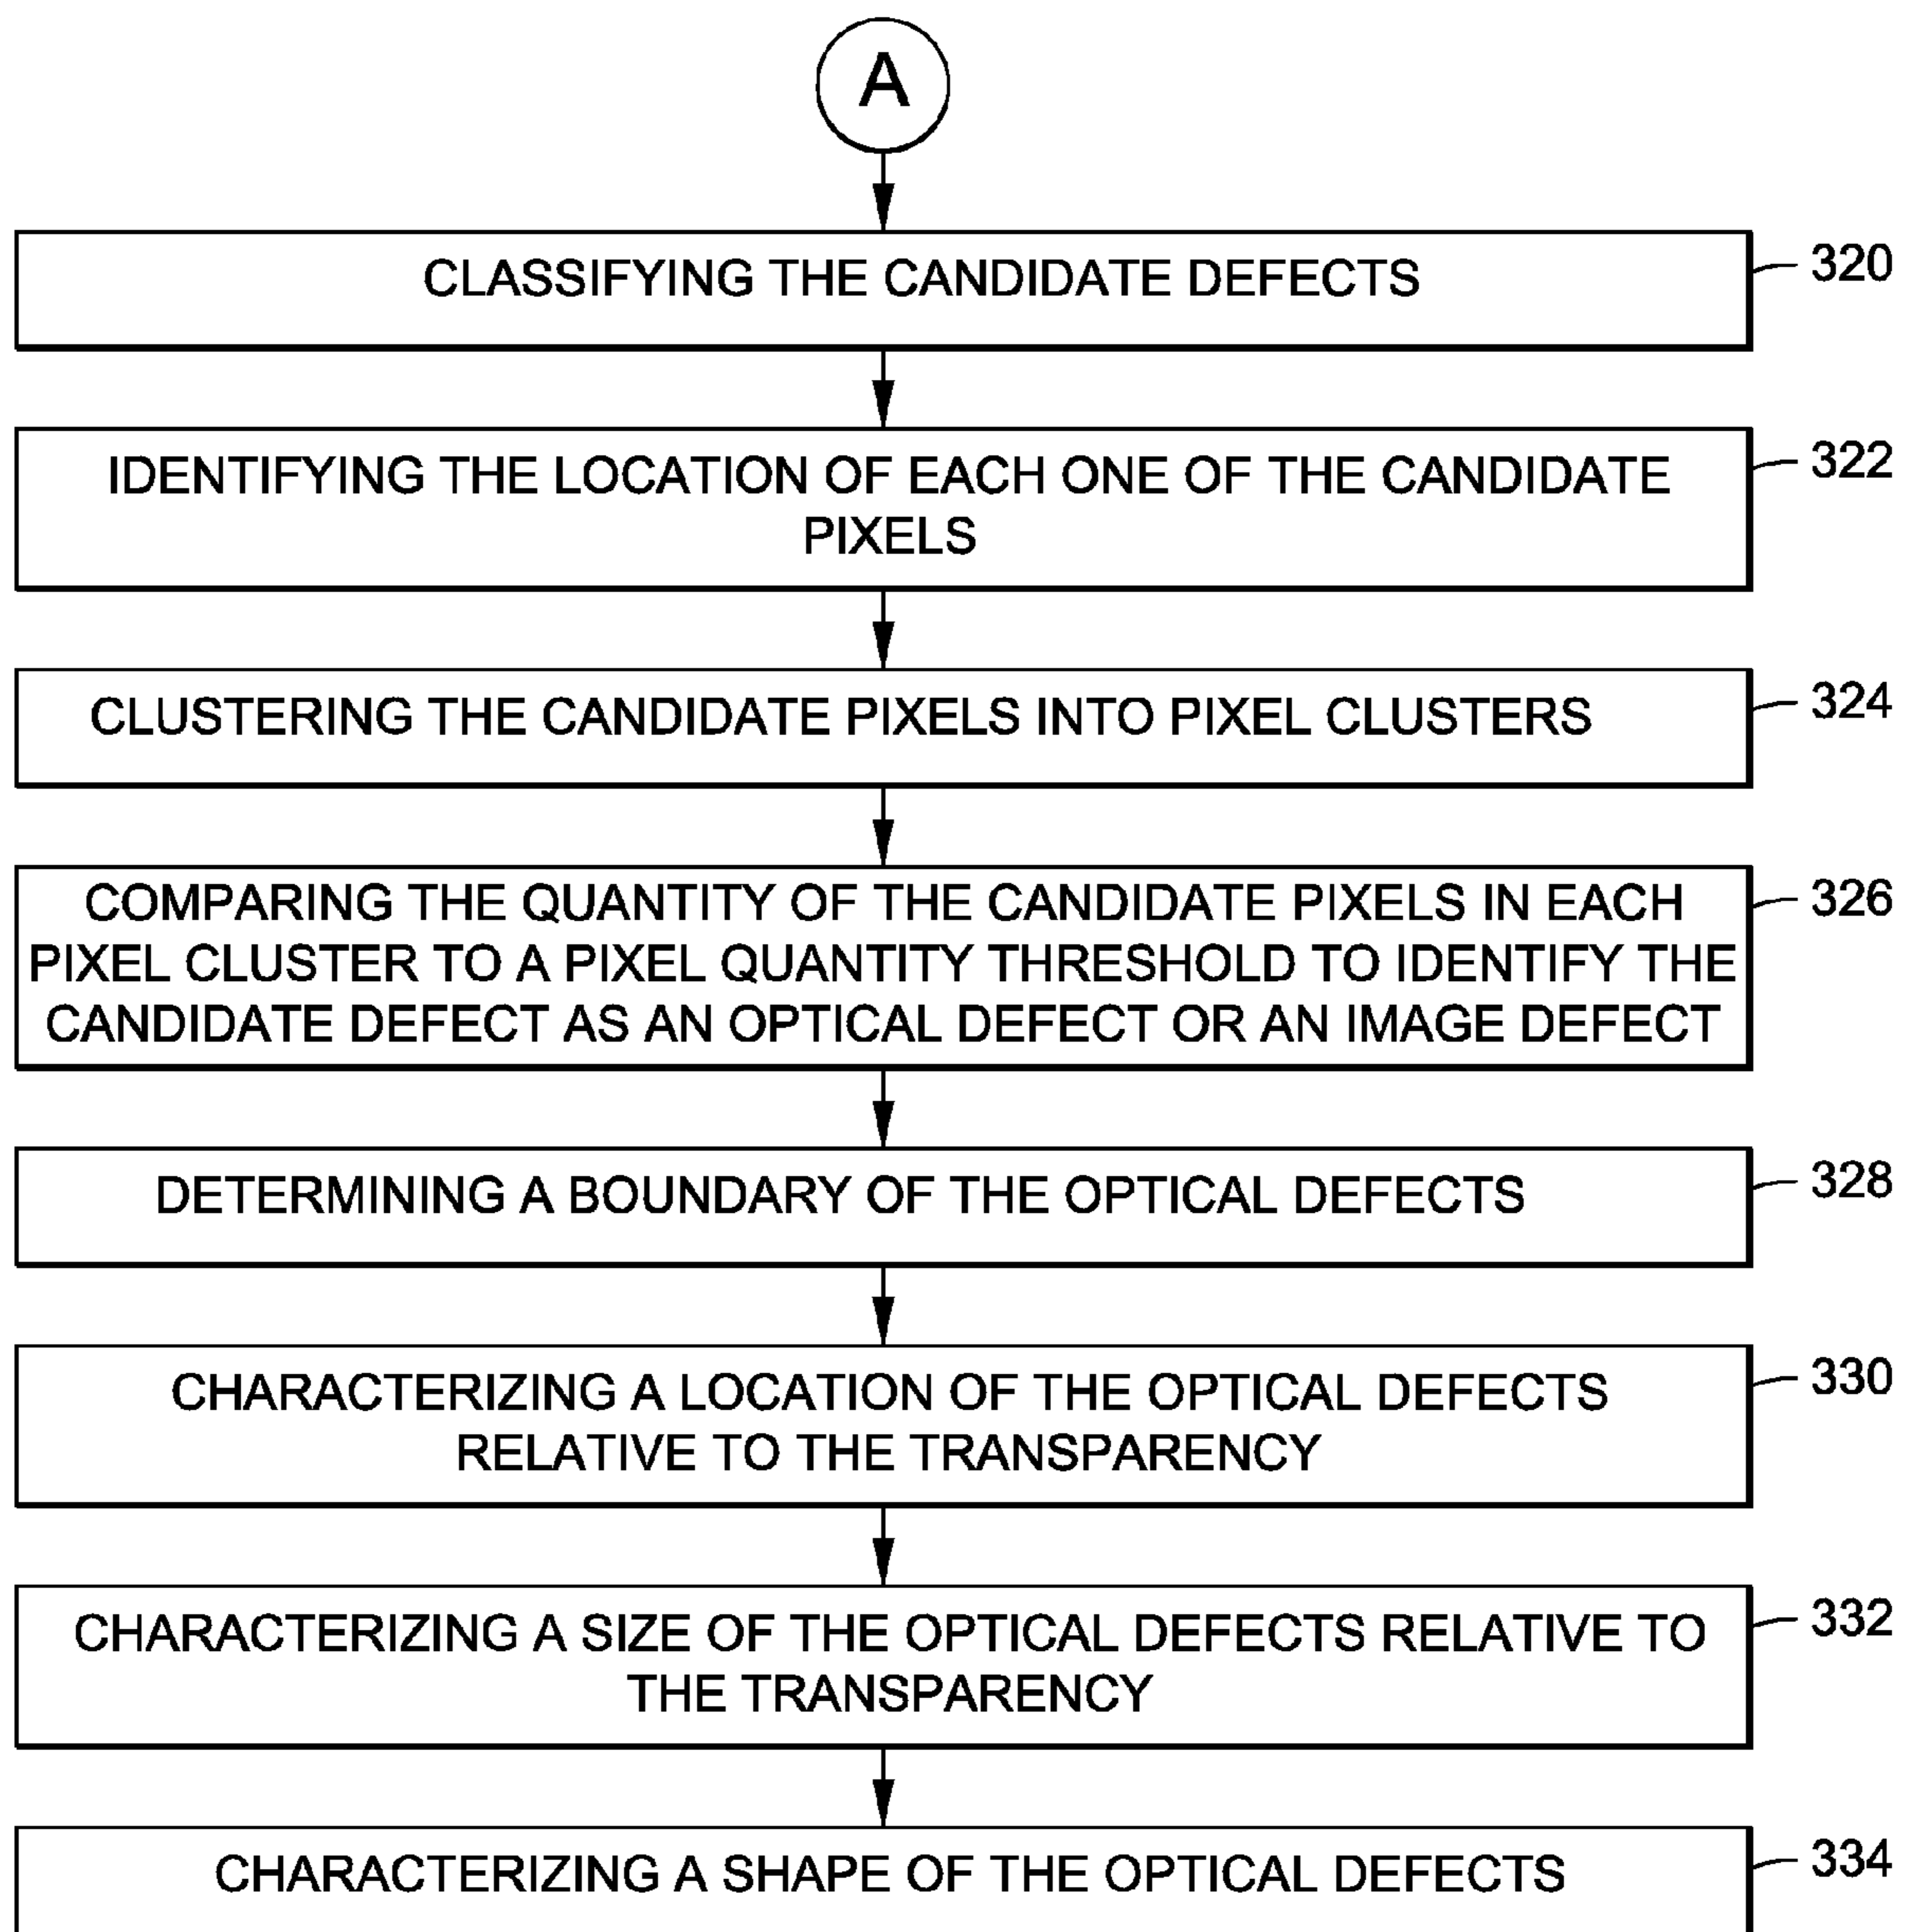 A
CLASSIFYING THE CANDIDATE DEFECTS
320
IDENTIFYING THE LOCATION OF EACH ONE OF THE CANDIDATE
PIXELS
322
CLUSTERING THE CANDIDATE PIXELS INTO PIXEL CLUSTERS
324
COMPARING THE QUANTITY OF THE CANDIDATE PIXELS IN EACH
PIXEL CLUSTER TO A PIXEL QUANTITY THRESHOLD TO IDENTIFY THE
CANDIDATE DEFECT AS AN OPTICAL DEFECT OR AN IMAGE DEFECT
326
DETERMINING A BOUNDARY OF THE OPTICAL DEFECTS
328
CHARACTERIZING A LOCATION OF THE OPTICAL DEFECTS
RELATIVE TO THE TRANSPARENCY
330
CHARACTERIZING A SIZE OF THE OPTICAL DEFECTS RELATIVE TO
THE TRANSPARENCY
332
CHARACTERIZING A SHAPE OF THE OPTICAL DEFECTS
334